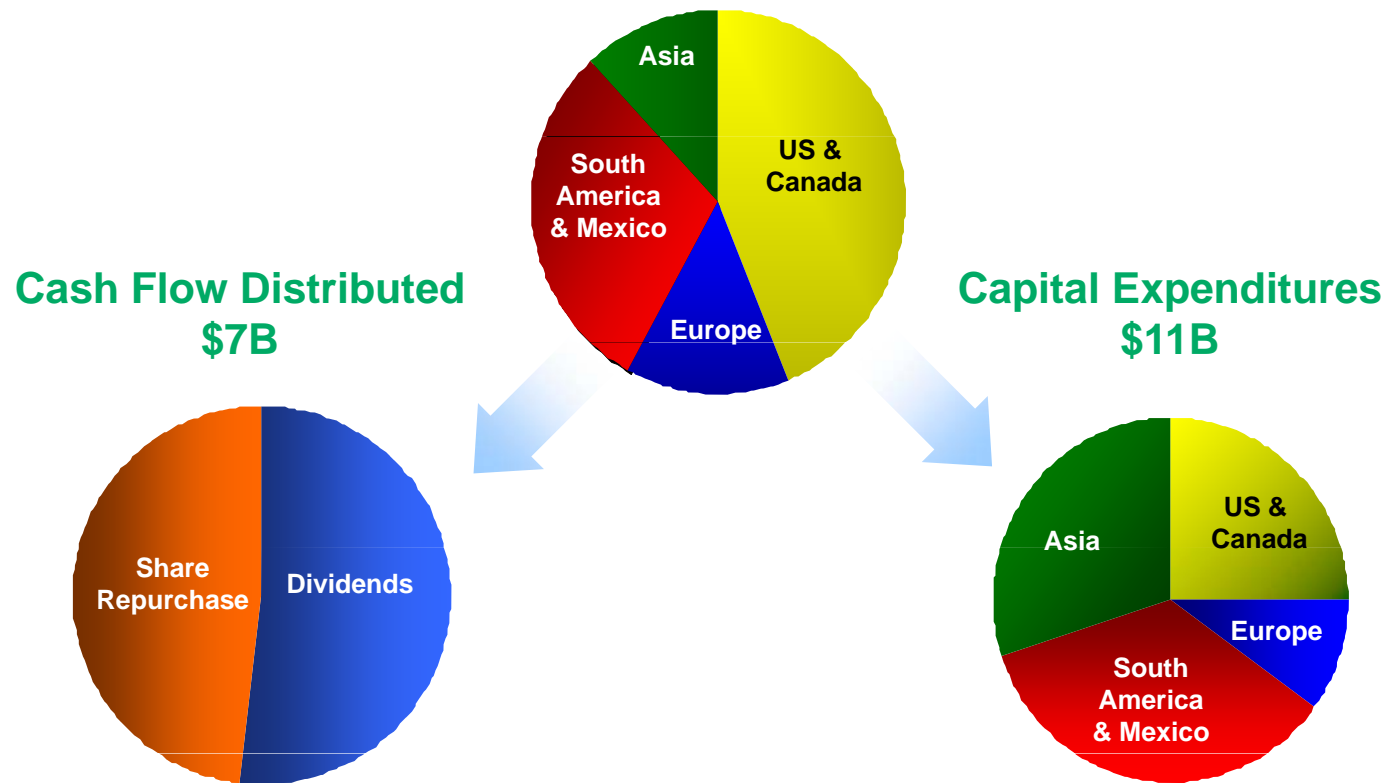 Asia
US &
Canada
South
America
& Mexico
Europe
Cash Flow Distributed
$7B
Capital Expenditures
$11B
Share
Repurchase
Dividends
US &
Canada
Asia
Europe
South
America
& Mexico